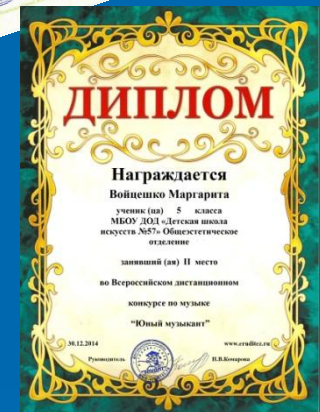 ДИПЛОМ
Награждается
Войцешко Маргарита
ученик (ца) 5 класса
МБОУ ДОД «Детская школа
искусств №57» Общеэстетическое
отделение
занявший (ая) II место
во Всероссийском дистанционном
конкурсе по музыке
“Юный музыкант”
30.12.2014 www.eruditez.ru
Руководитель Н.В.Комарова